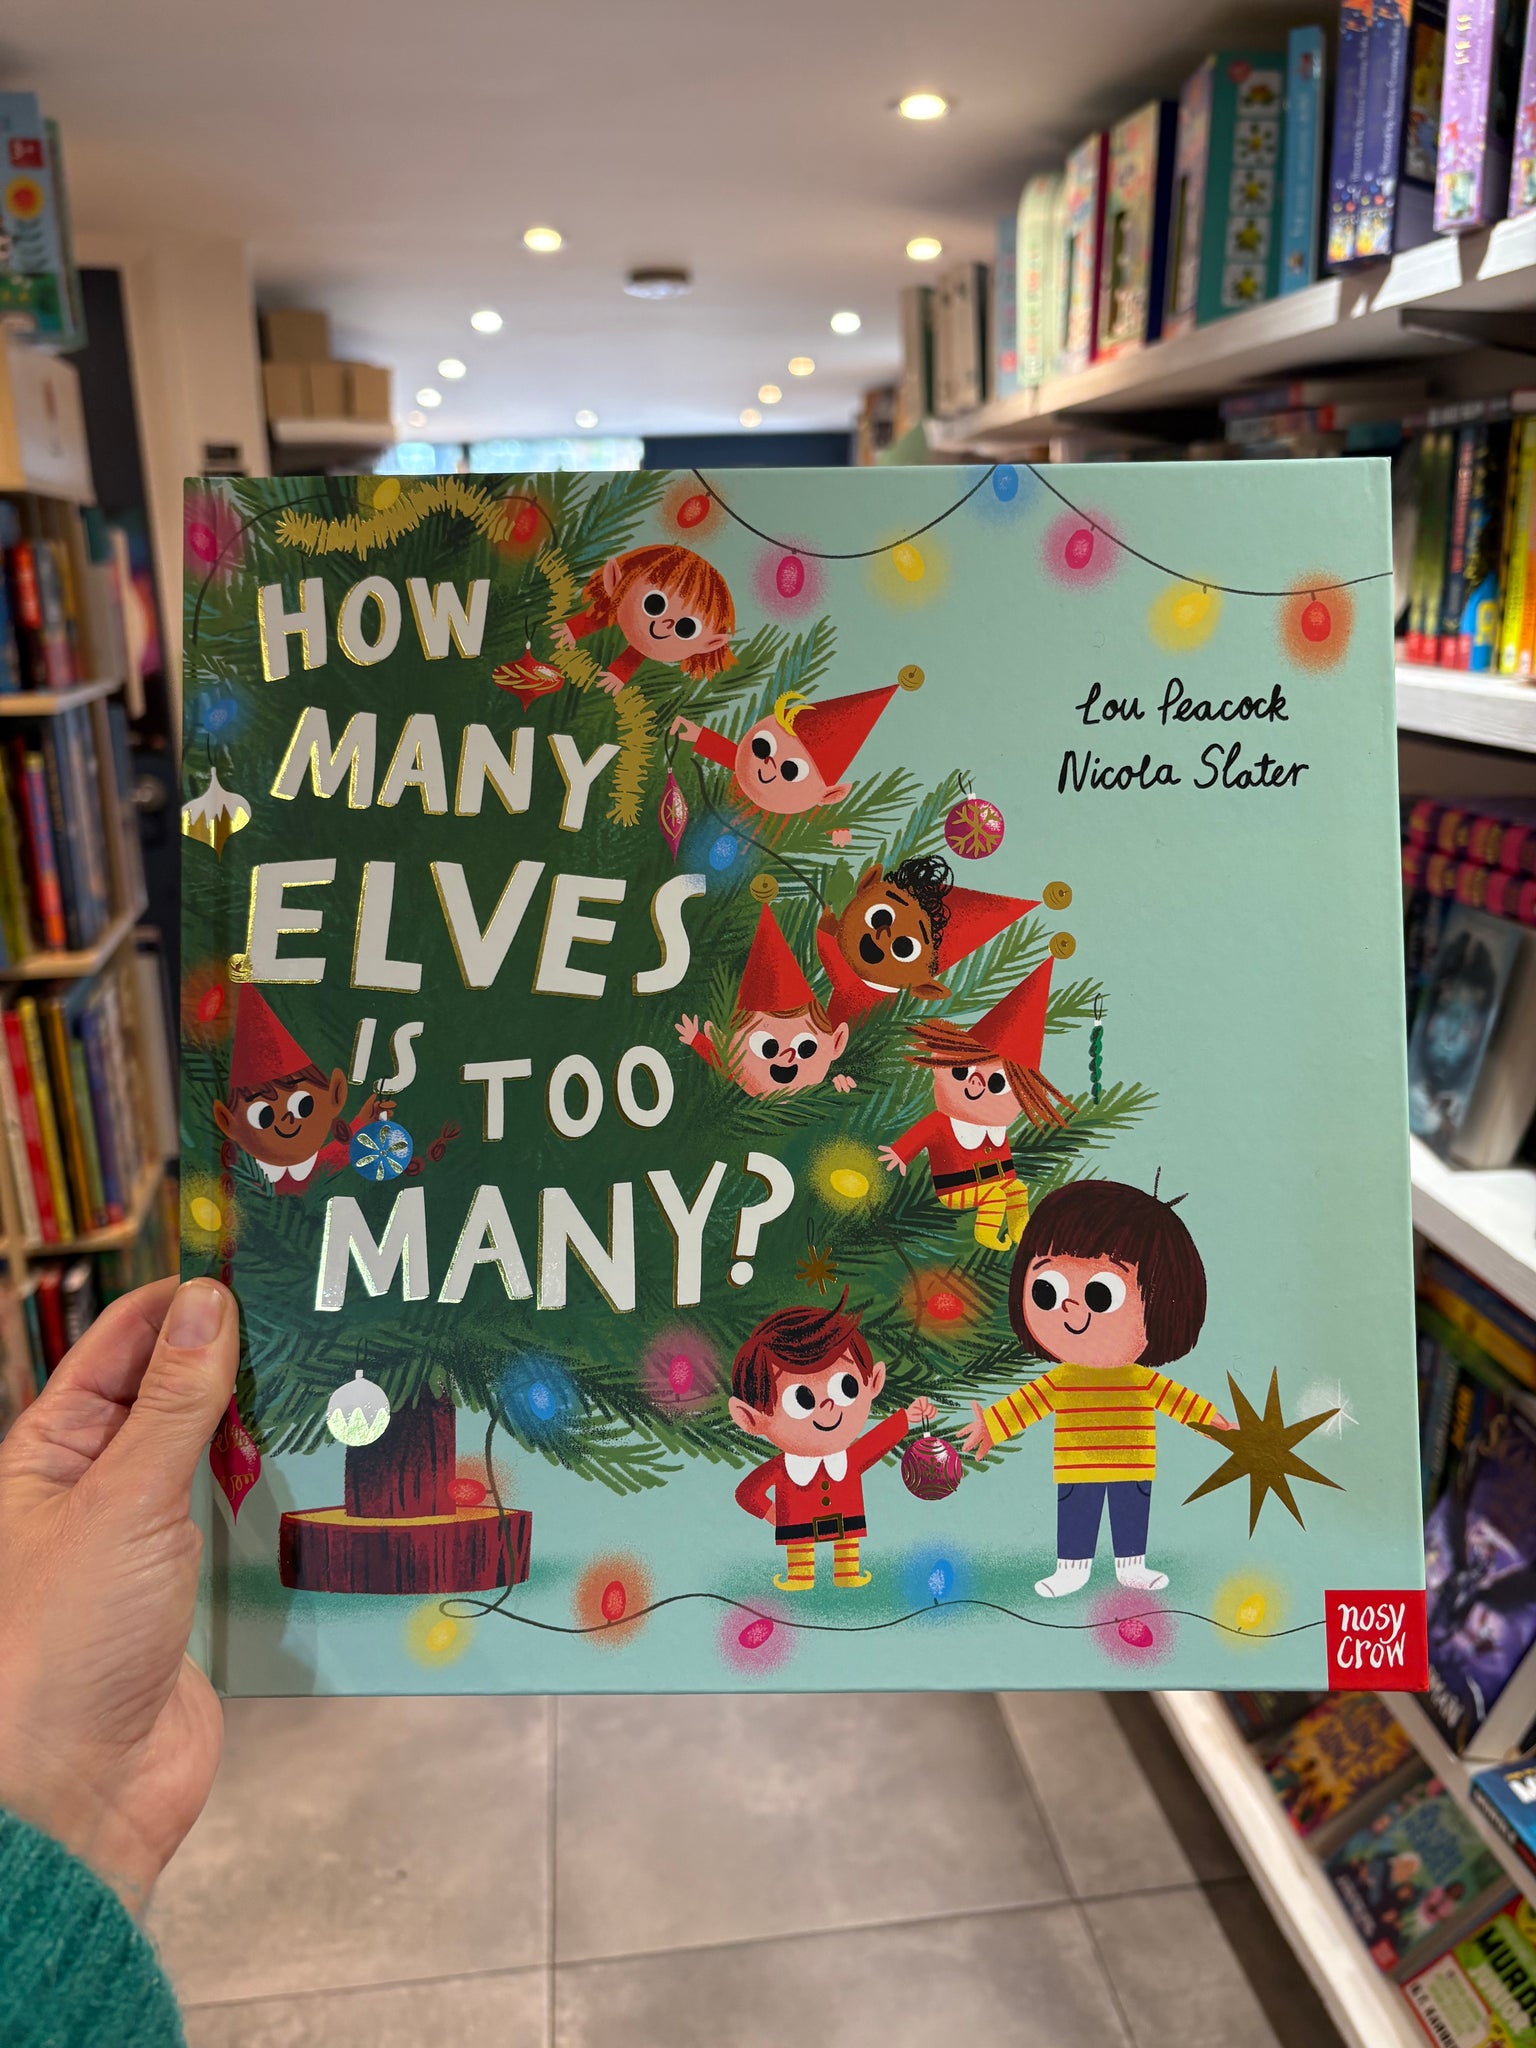 HOW
MANY
ELVES
IS TOO
MANY?
Lou Peacock
Nicola Slater
nosy
crow